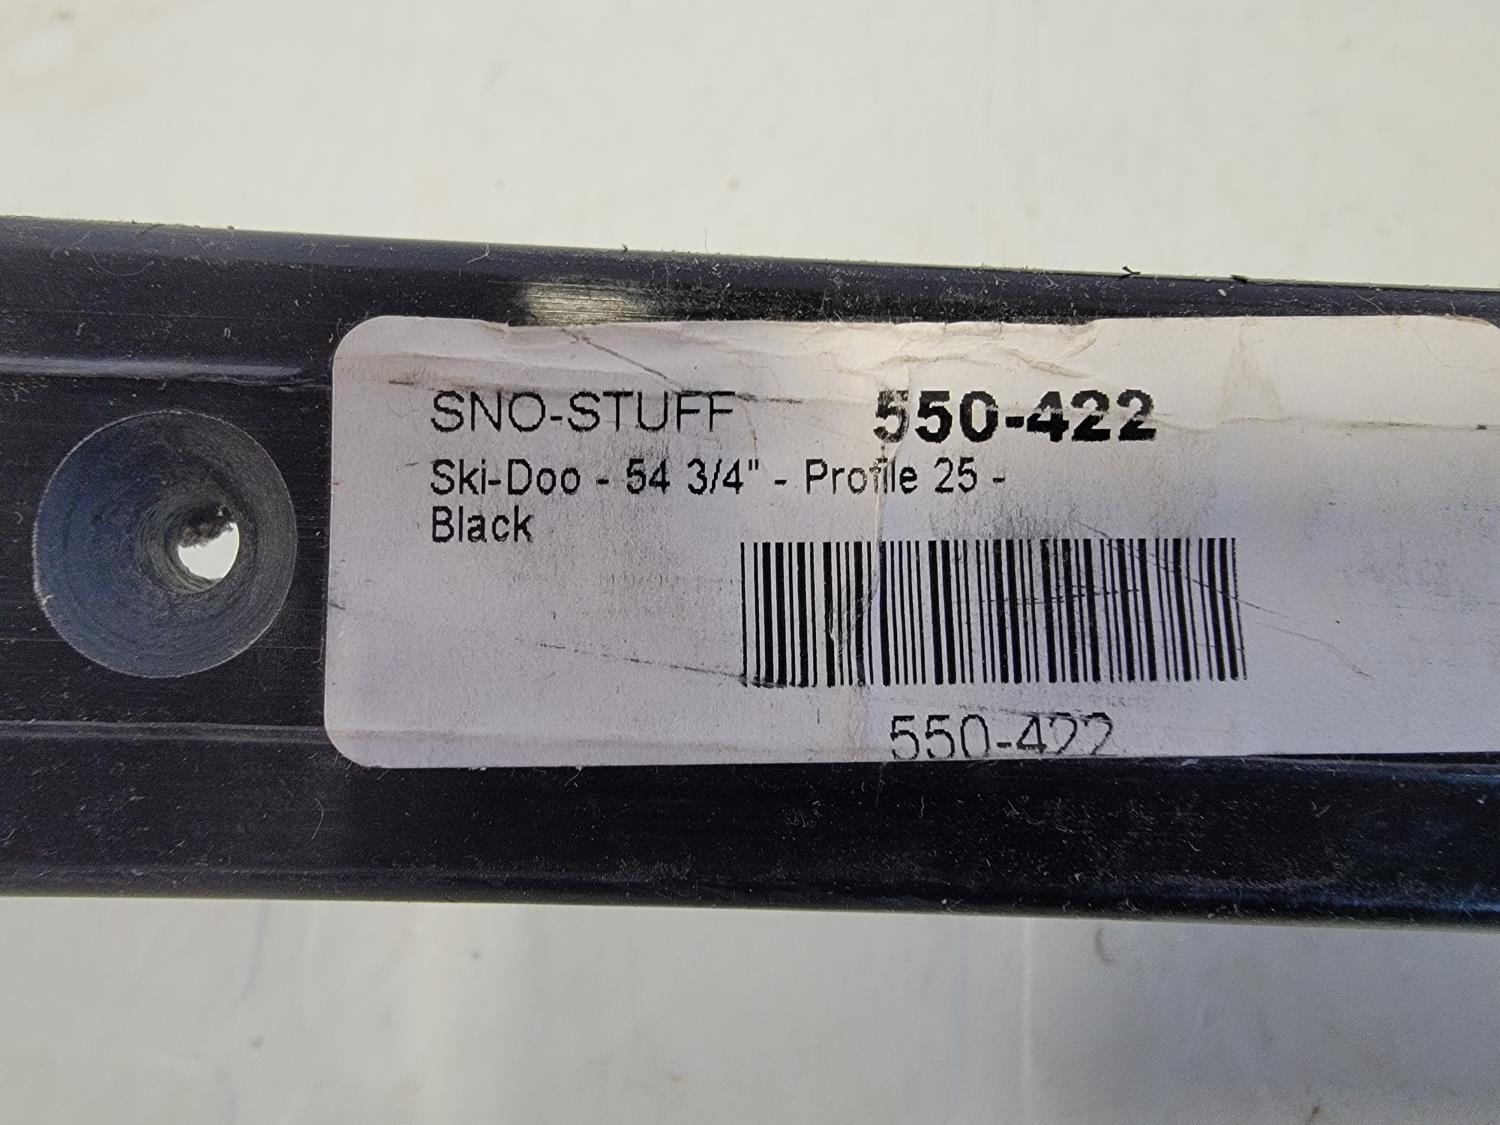 SNO-STUFF 550-422
Ski-Doo - 54 3/4" - Profile 25 -
Black
550-422